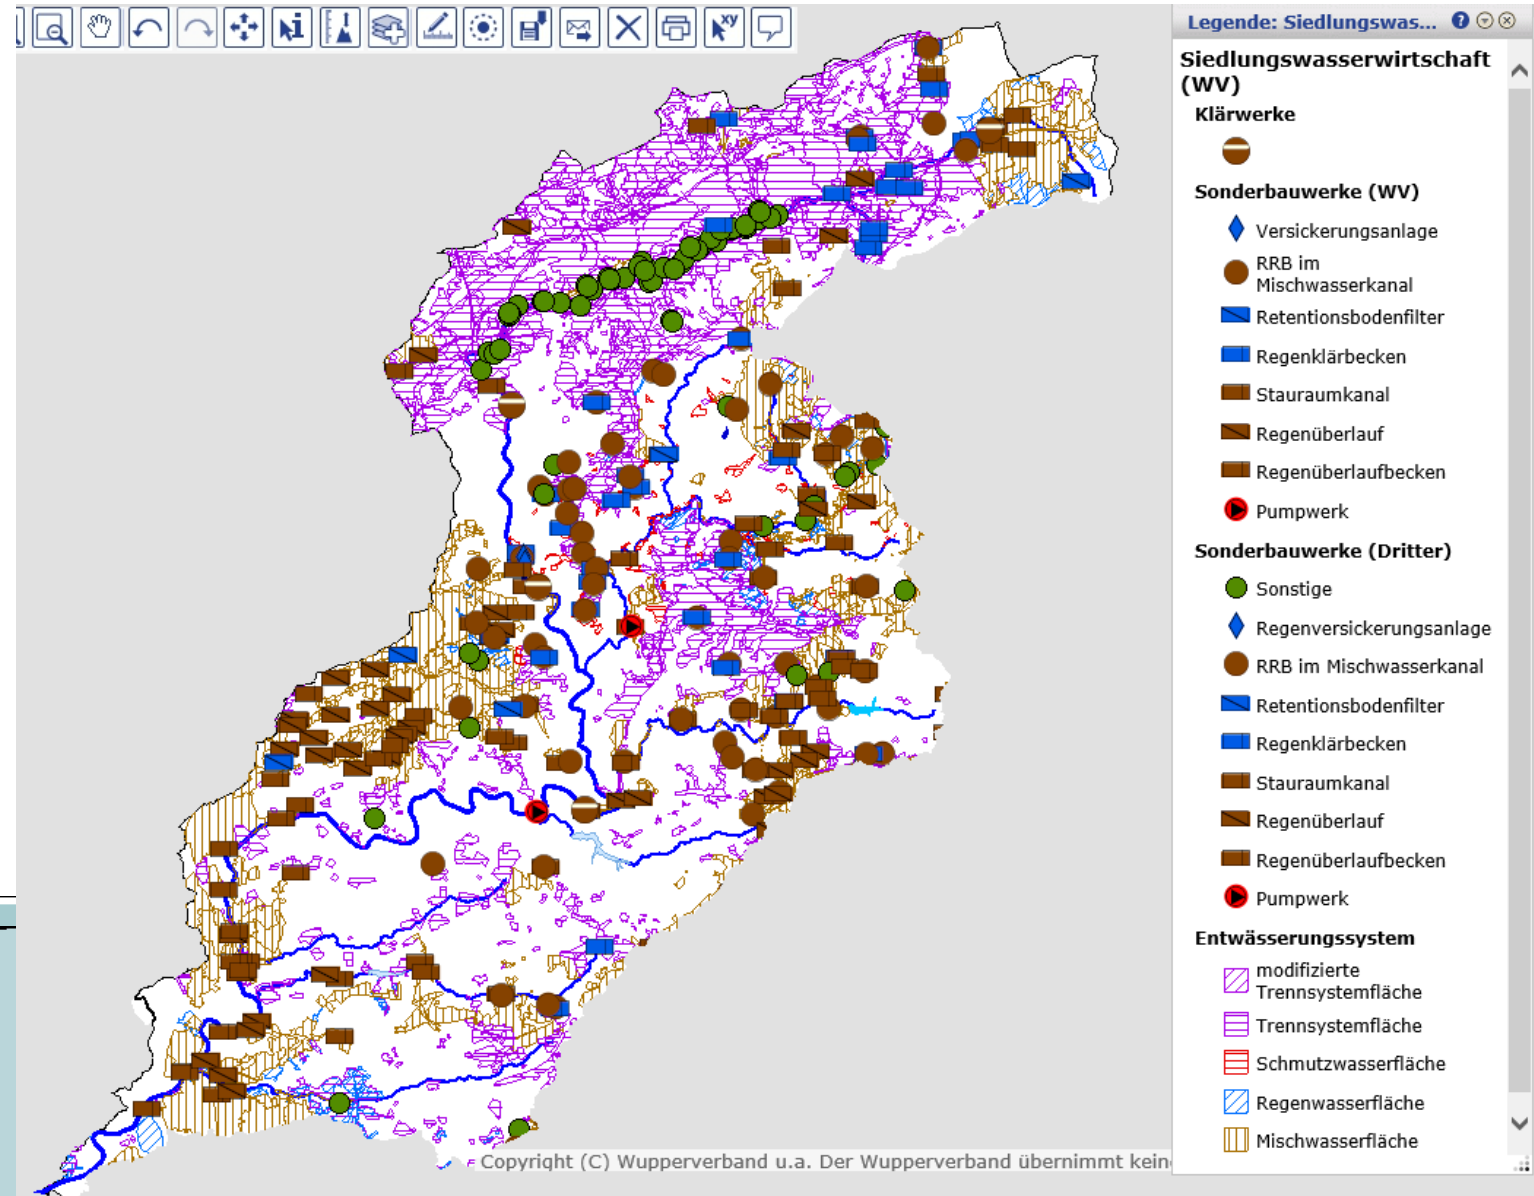 xy
Legende: Siedlungswas...
Siedlungswasserwirtschaft
(WV)
Klärwerke
Sonderbauwerke (WV)
Versickerungsanlage
RRB im
Mischwasserkanal
Retentionsbodenfilter
Regenklärbecken
Stauraumkanal
Regenüberlauf
Regenüberlaufbecken
Pumpwerk
Sonderbauwerke (Dritter)
Sonstige
Regenversickerungsanlage
RRB im Mischwasserkanal
Retentionsbodenfilter
Regenklärbecken
Stauraumkanal
Regenüberlauf
Regenüberlaufbecken
Pumpwerk
Entwässerungssystem
modifizierte
Trennsystemfläche
Trennsystemfläche
Schmutzwasserfläche
Regenwasserfläche
Mischwasserfläche
Copyright (C) Wupperverband u.a. Der Wupperverband übernimmt kein